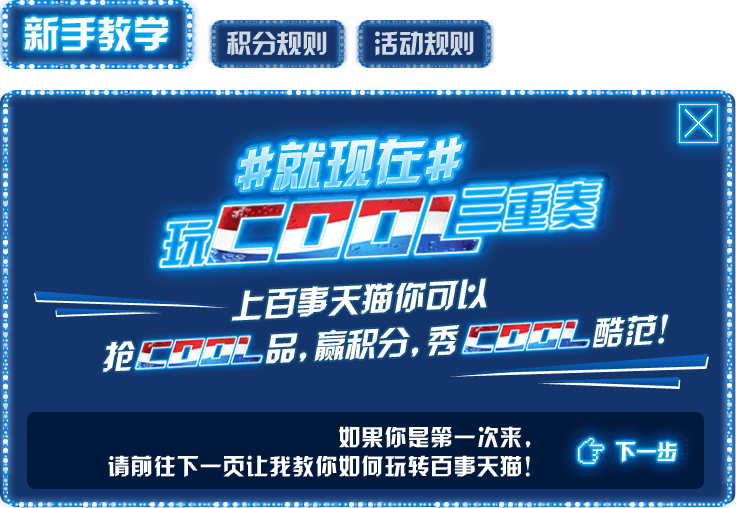 新手教学 积分规则 活动规则
#就现在#
玩COOL三重奏
上百事天猫你可以
抢COOL品,赢积分,秀COOL酷范!
如果你是第一次来,
请前往下一页让我教你如何玩转百事天猫!
下一步